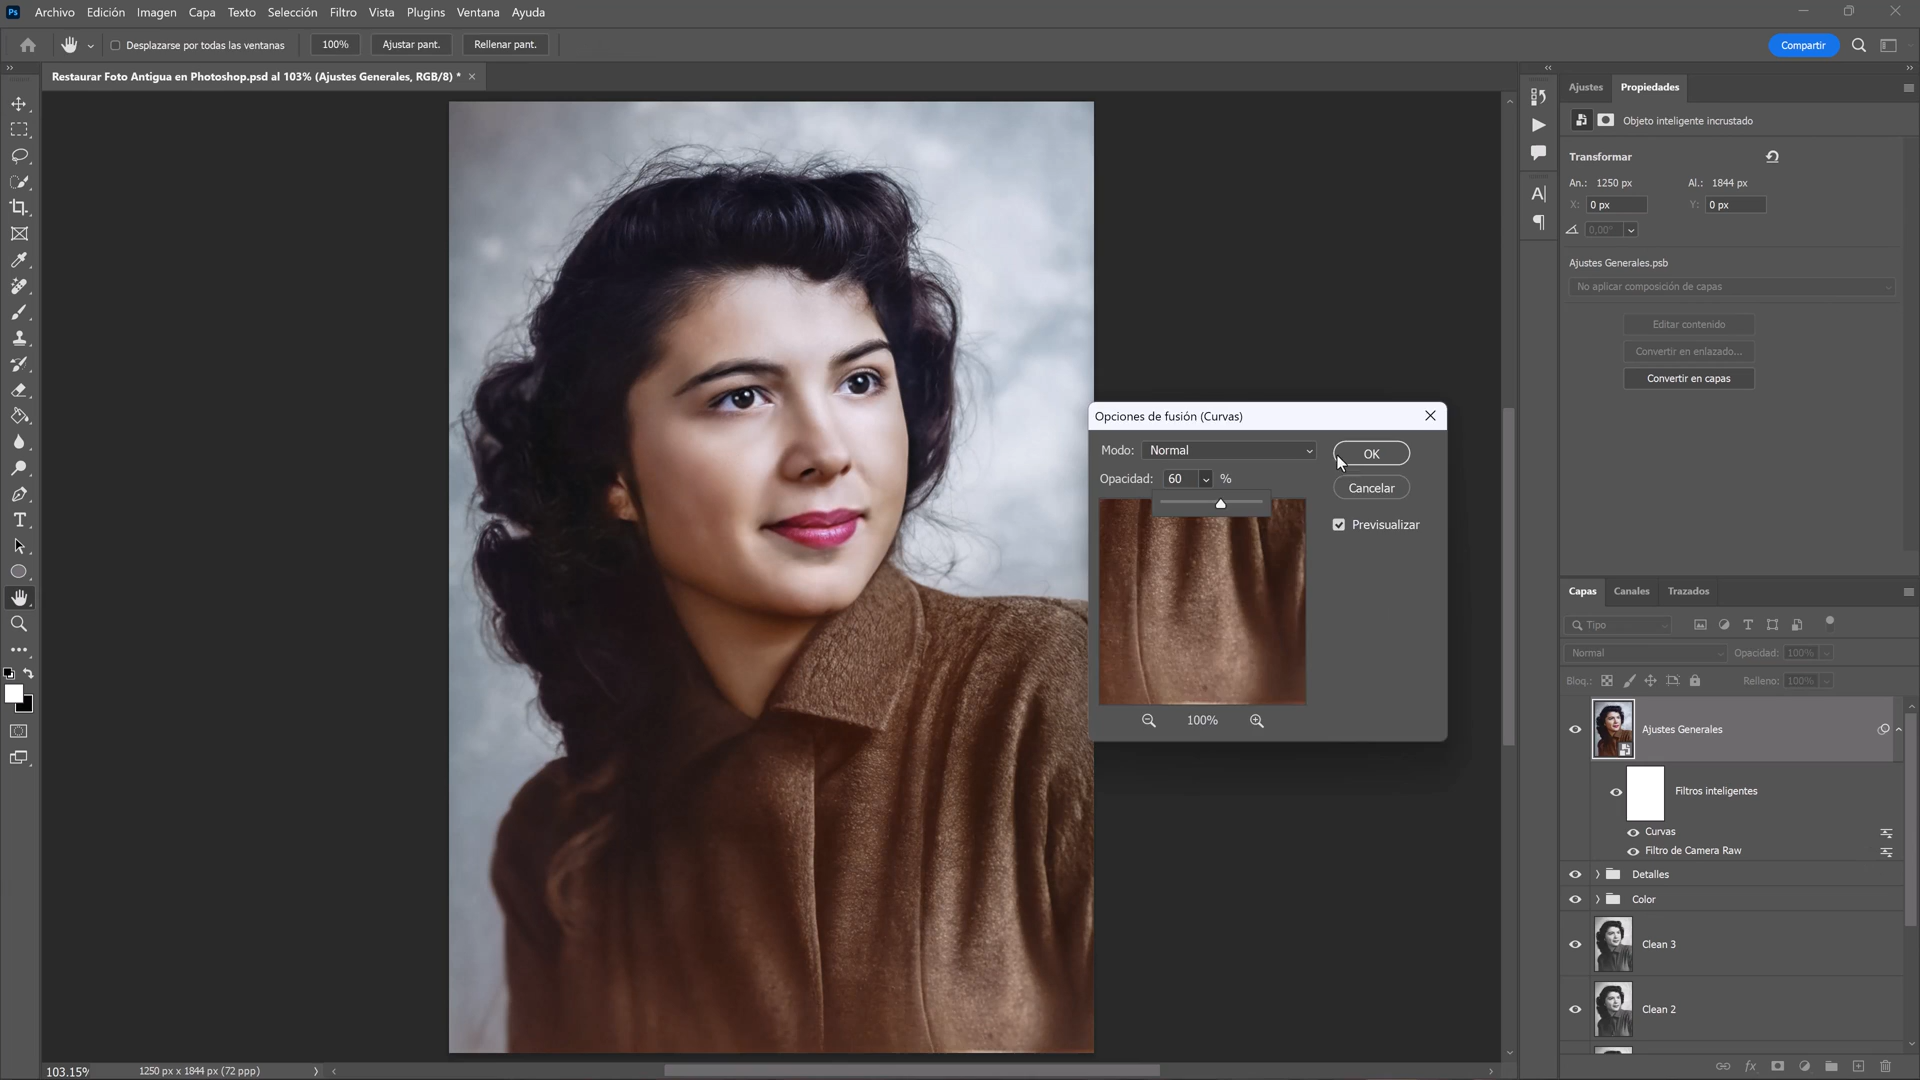 Ps Archivo Edición Imagen Capa Texto Selección Filtro Vista Plugins Ventana Ayuda
Desplazarse por todas las ventanas 100% Ajustar pant. Rellenar pant. Compartir
Restaurar Foto Antigua en Photoshop.psd al 103% (Ajustes Generales, RGB/8) *
Ajustes Propiedades
Objeto inteligente incrustado
Transformar
An.: 1250 px Al.: 1844 px
X: 0 px Y: 0 px
0,00°
Ajustes Generales.psb
No aplicar composición de capas
Editar contenido
Convertir en enlazado...
Convertir en capas
Opciones de fusión (Curvas)
Modo: Normal OK
Opacidad: 60 %
Cancelar
Previsualizar
100%
Capas Canales Trazados
Tipo
Normal Opacidad: 100%
Bloq.: Relleno: 100%
Ajustes Generales
Filtros inteligentes
Curvas
Filtro de Camera Raw
Detalles
Color
Clean 3
Clean 2
103.15% 1250 px x 1844 px (72 ppp)